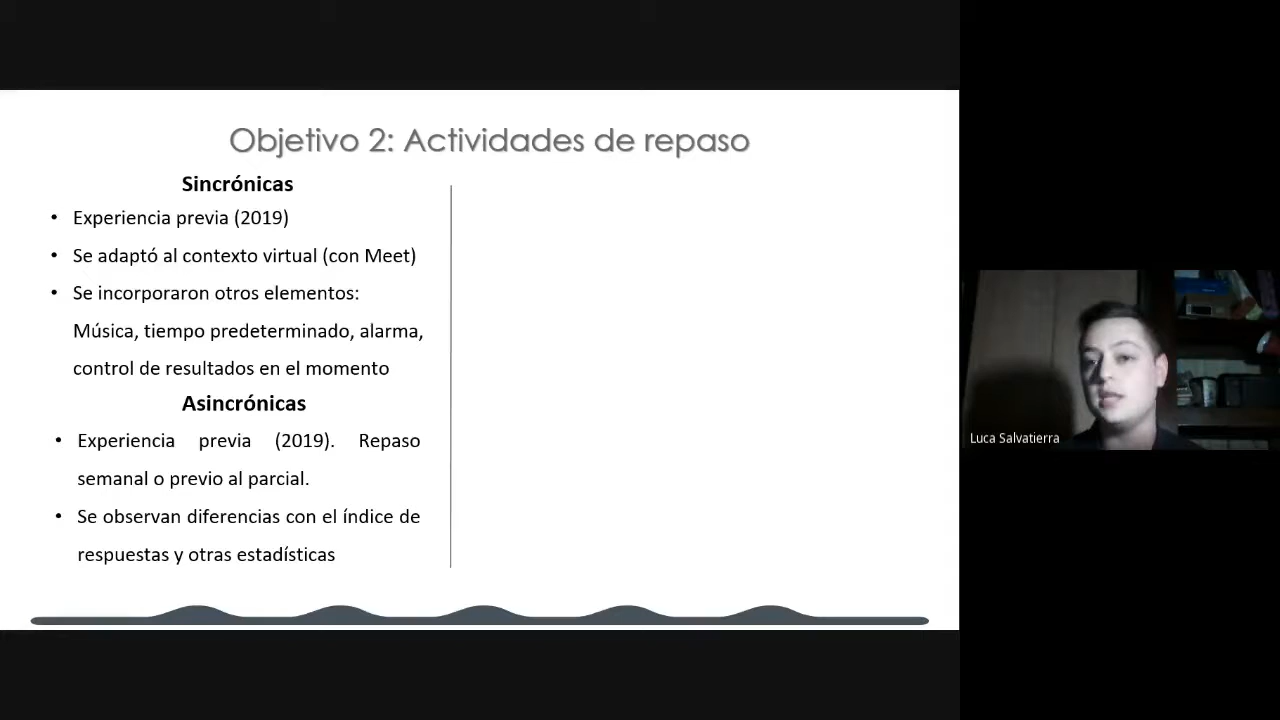 Objetivo 2: Actividades de repaso
Sincrónicas
• Experiencia previa (2019)
• Se adaptó al contexto virtual (con Meet)
• Se incorporaron otros elementos:
Música, tiempo predeterminado, alarma,
control de resultados en el momento
Asincrónicas
• Experiencia previa (2019). Repaso
semanal o previo al parcial.
• Se observan diferencias con el índice de
respuestas y otras estadísticas
Luca Salvatierra